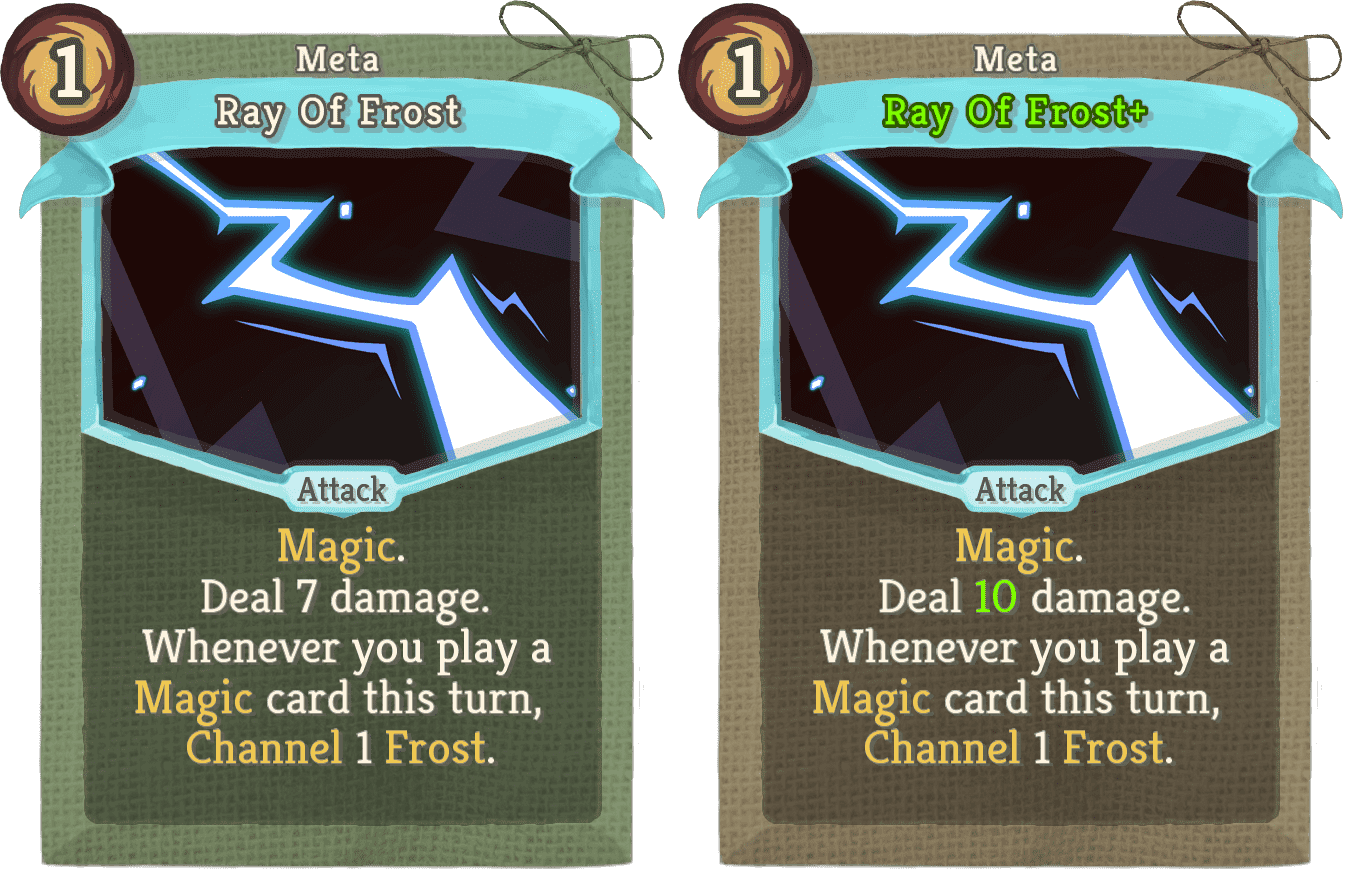 1
Meta
Ray Of Frost
Attack
Magic.
Deal 7 damage.
Whenever you play a
Magic card this turn,
Channel 1 Frost.
1
Meta
Ray Of Frost+
Attack
Magic.
Deal 10 damage.
Whenever you play a
Magic card this turn,
Channel 1 Frost.